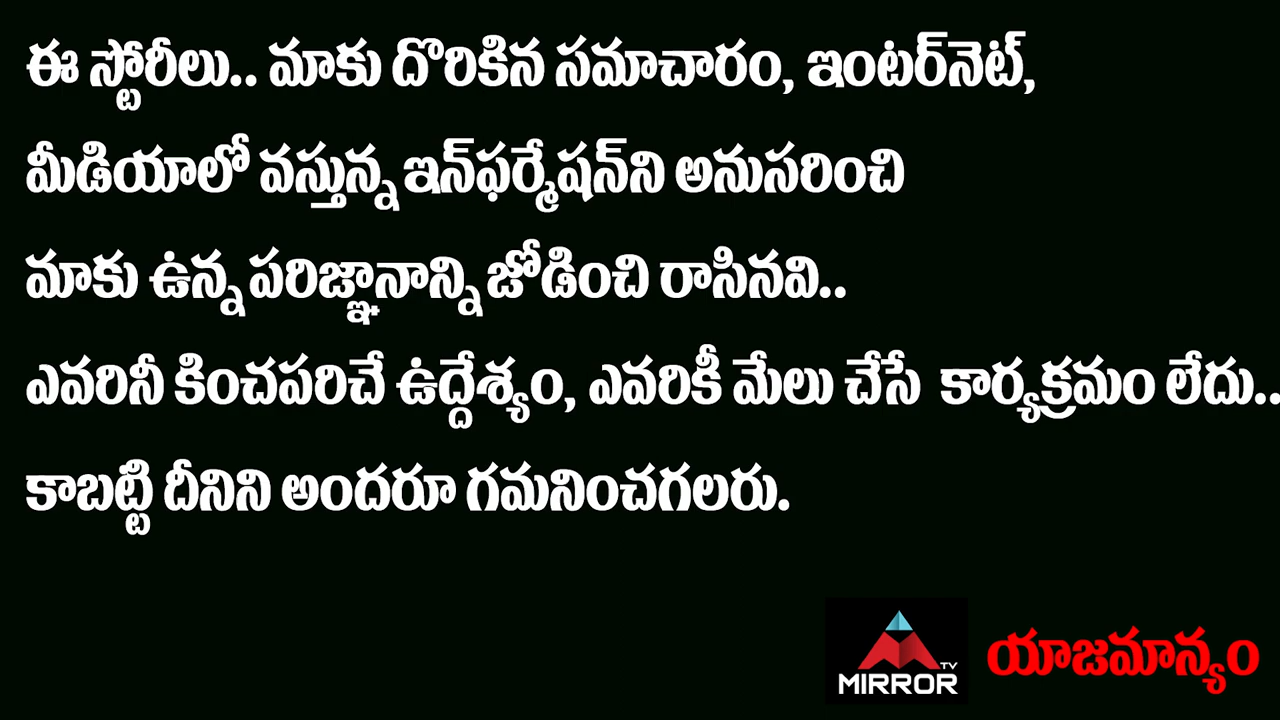 ఈ స్టోరీలు.. మాకు దొరికిన సమాచారం, ఇంటర్‌నెట్,
మీడియాలో వస్తున్న ఇన్‌ఫర్మేషన్‌ని అనుసరించి
మాకు ఉన్న పరిజ్ఞానాన్ని జోడించి రాసినవి..
ఎవరినీ కించపరిచే ఉద్దేశ్యం, ఎవరికీ మేలు చేసే కార్యక్రమం లేదు..
కాబట్టి దీనిని అందరూ గమనించగలరు.
TV
MIRROR
యాజమాన్యం